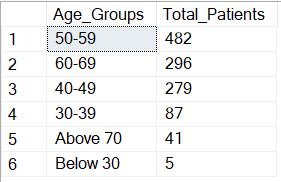 Age_Groups Total_Patients
1 50-59 482
2 60-69 296
3 40-49 279
4 30-39 87
5 Above 70 41
6 Below 30 5